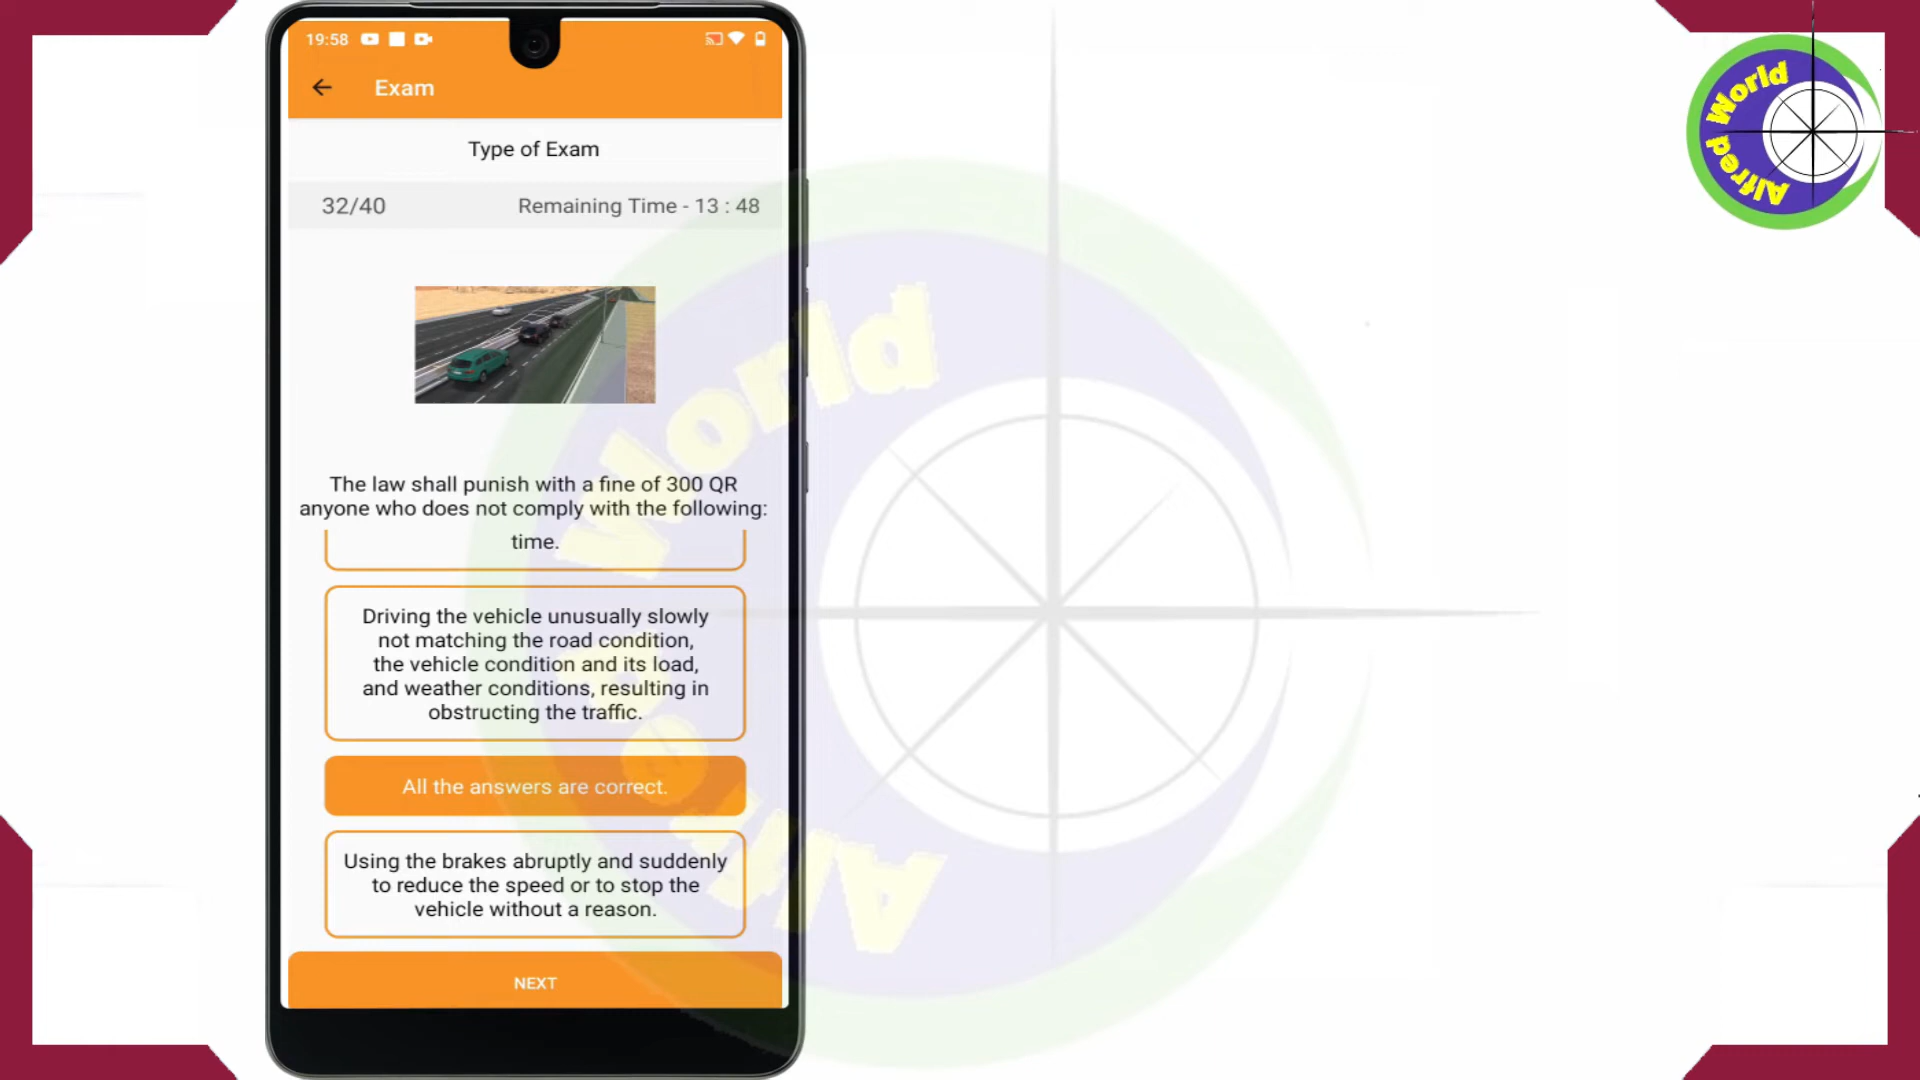 19:58
Exam
Type of Exam
32/40
Remaining Time - 13 : 48
The law shall punish with a fine of 300 QR
anyone who does not comply with the following:
time.
Driving the vehicle unusually slowly
not matching the road condition,
the vehicle condition and its load,
and weather conditions, resulting in
obstructing the traffic.
All the answers are correct.
Using the brakes abruptly and suddenly
to reduce the speed or to stop the
vehicle without a reason.
NEXT
Alfred World
Alfred World